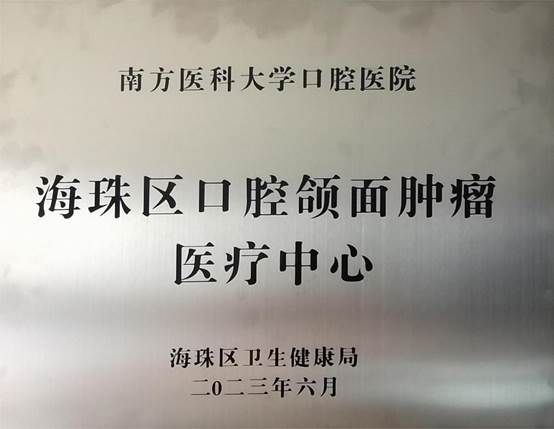 南方医科大学口腔医院
海珠区口腔颌面肿瘤
医疗中心
海珠区卫生健康局
二0二三年六月